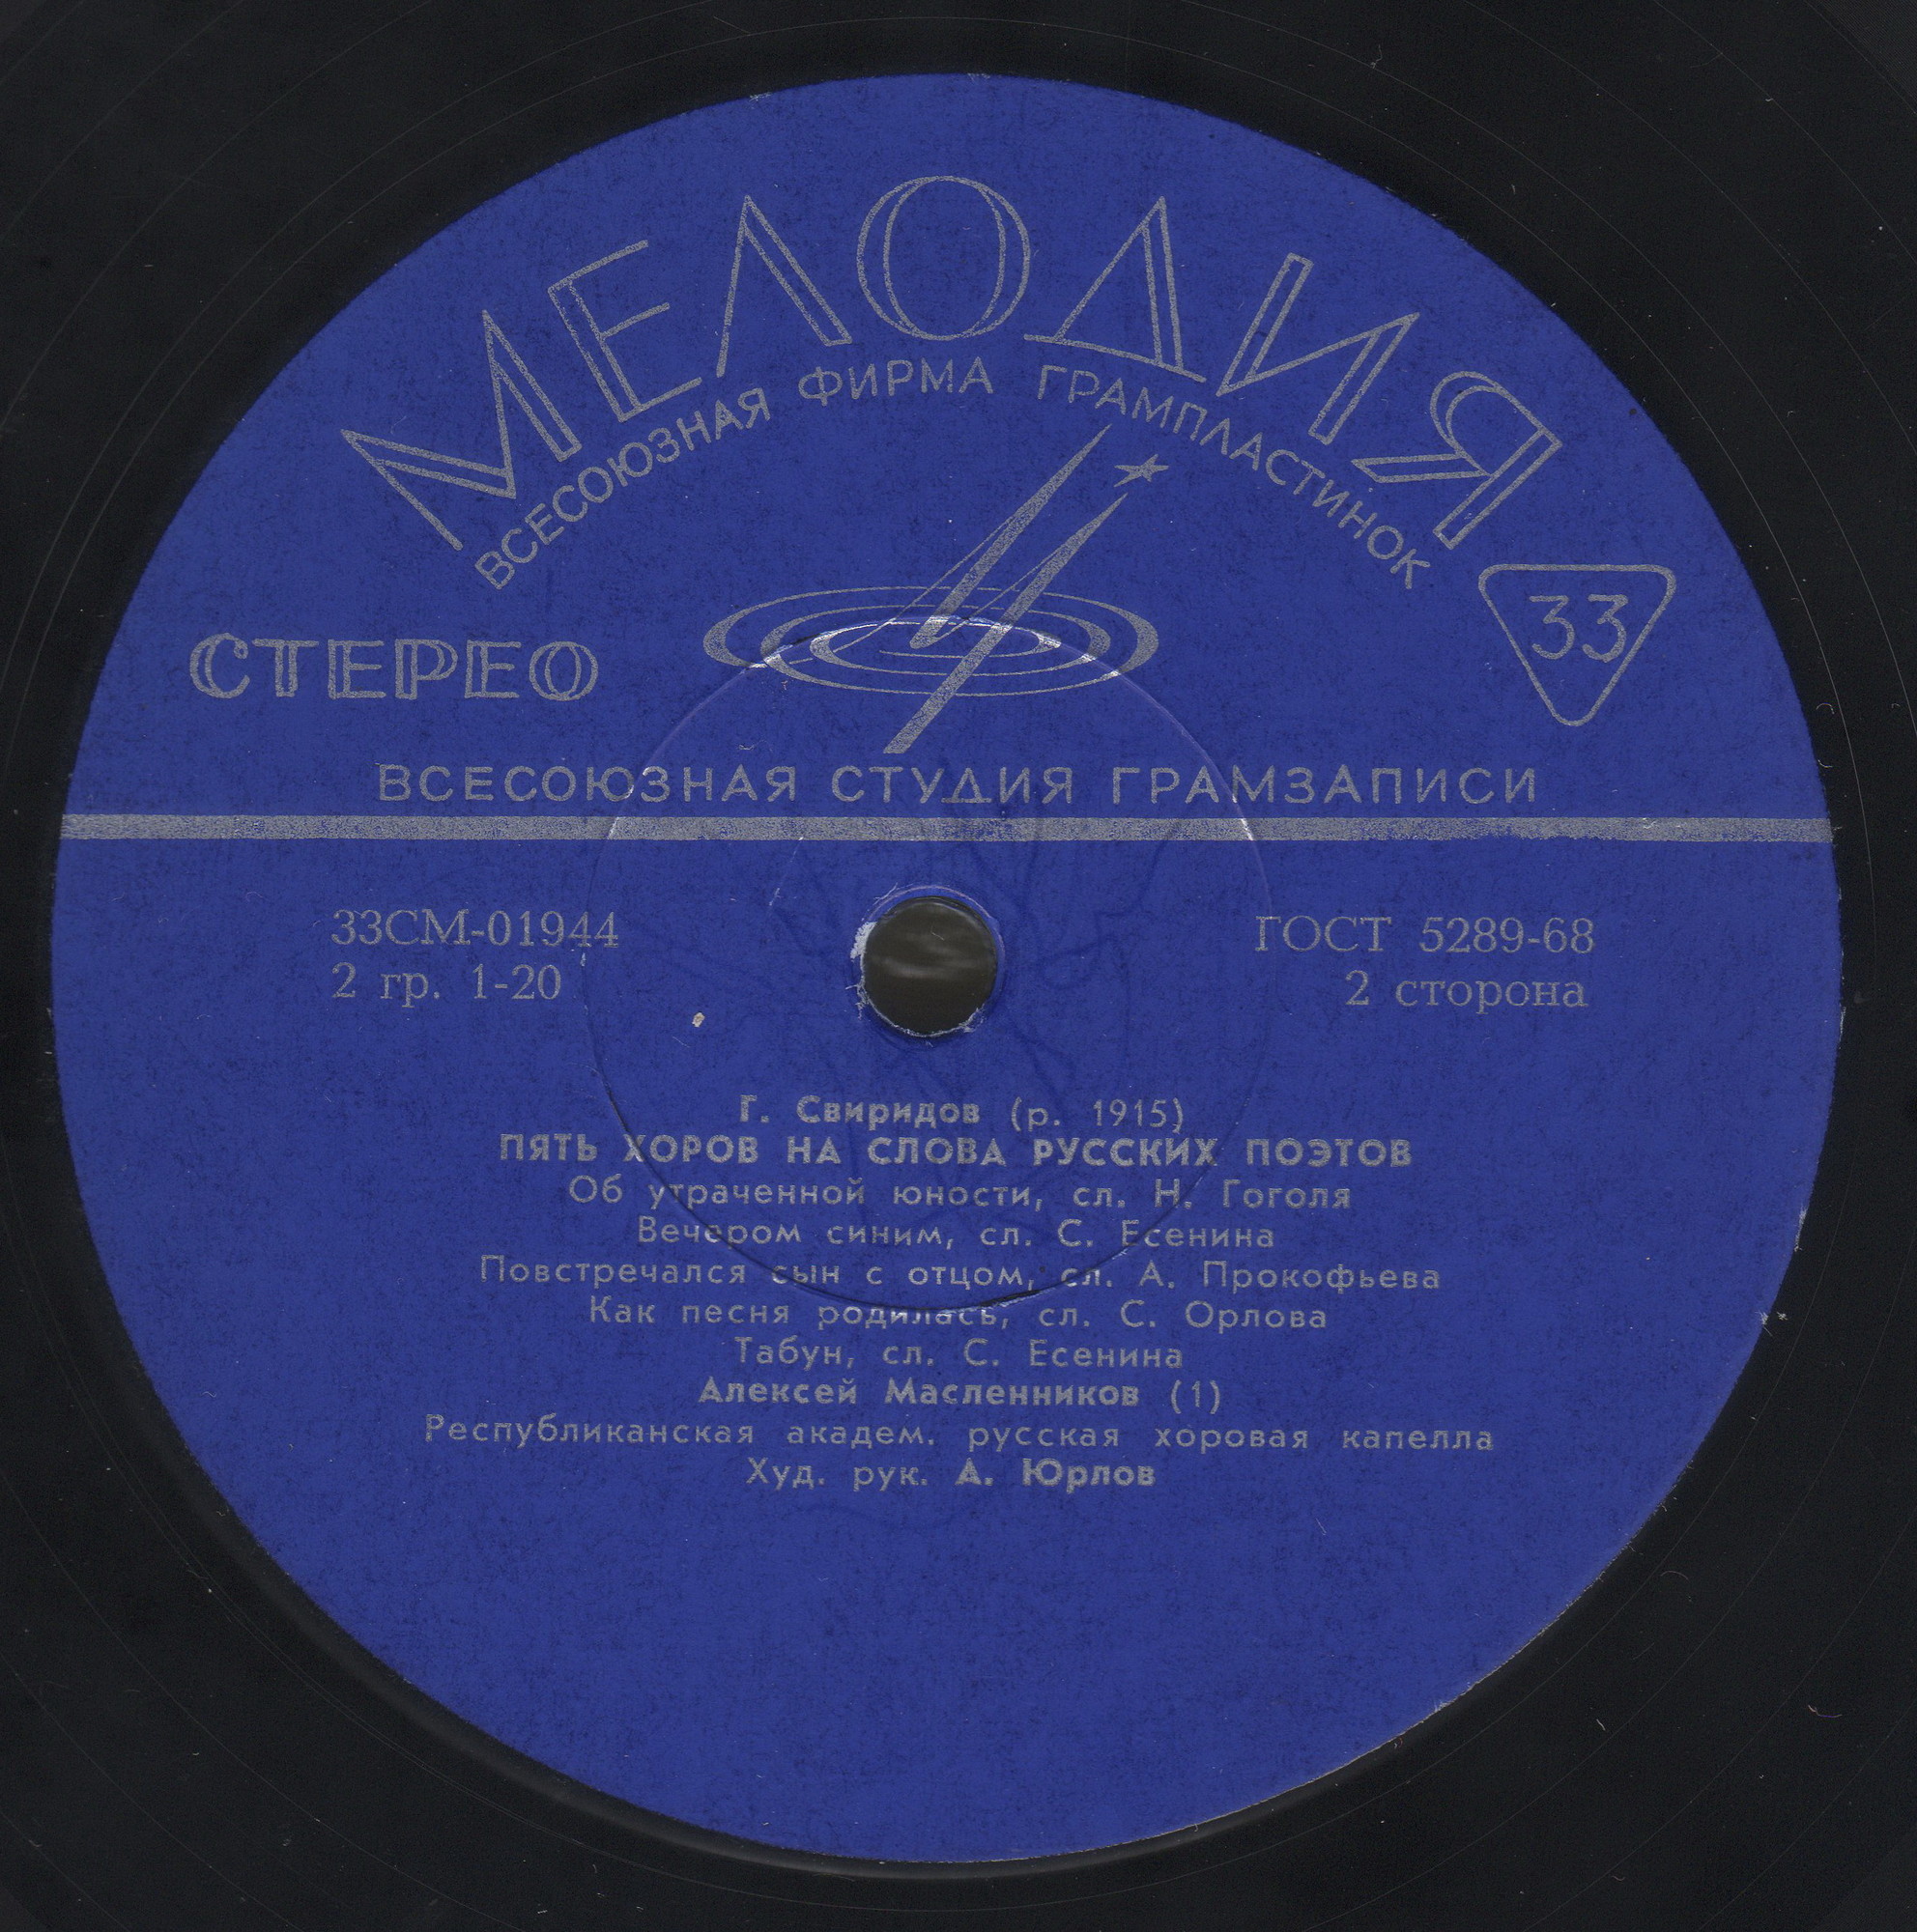 МЕЛОДИЯ
ВСЕСОЮЗНАЯ ФИРМА ГРАМПЛАСТИНОК
33
СТЕРЕО
ВСЕСОЮЗНАЯ СТУДИЯ ГРАМЗАПИСИ
33СМ-01944
2 гр. 1-20
ГОСТ 5289-68
2 сторона
Г. Свиридов (р. 1915)
ПЯТЬ ХОРОВ НА СЛОВА РУССКИХ ПОЭТОВ
Об утраченной юности, сл. Н. Гоголя
Вечером синим, сл. С. Есенина
Повстречался сын с отцом, сл. А. Прокофьева
Как песня родилась, сл. С. Орлова
Табун, сл. С. Есенина
Алексей Масленников (1)
Республиканская академ. русская хоровая капелла
Худ. рук. А. Юрлов